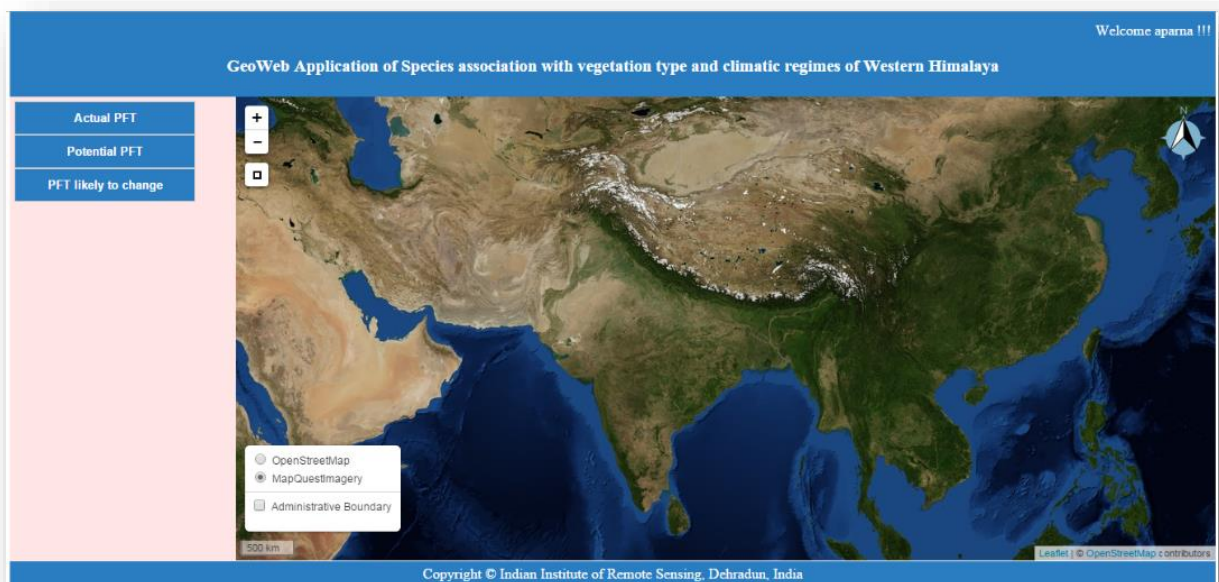 Welcome aparna !!!
GeoWeb Application of Species association with vegetation type and climatic regimes of Western Himalaya
Actual PFT
Potential PFT
PFT likely to change
+
-
N
OpenStreetMap
MapQuestImagery
Administrative Boundary
500 km
Leaflet | © OpenStreetMap contributors
Copyright © Indian Institute of Remote Sensing, Dehradun, India